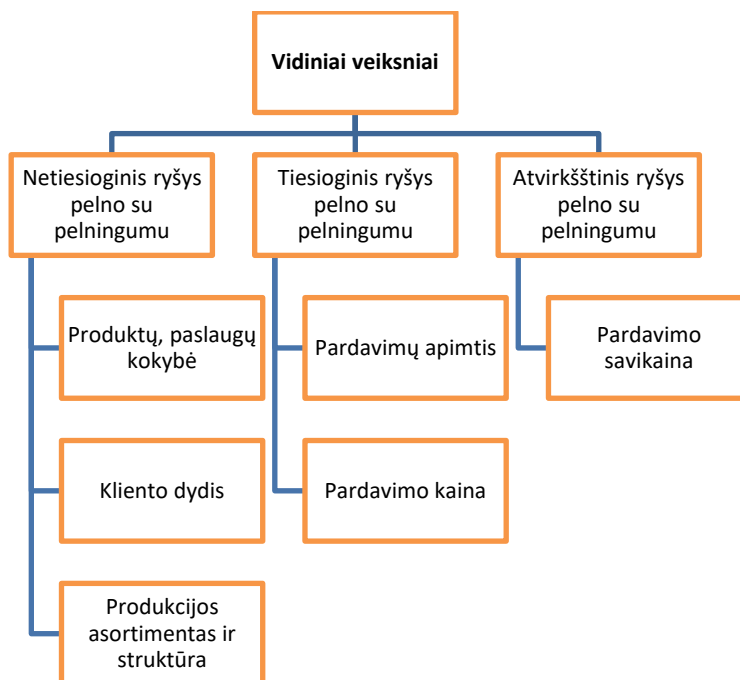 Vidiniai veiksniai
Netiesioginis ryšys
pelno su
pelningumu
Tiesioginis ryšys
pelno su
pelningumu
Atvirkšštinis ryšys
pelno su
pelningumu
Produktų, paslaugų
kokybė
Pardavimų apimtis
Pardavimo
savikaina
Kliento dydis
Pardavimo kaina
Produkcijos
asortimentas ir
struktūra